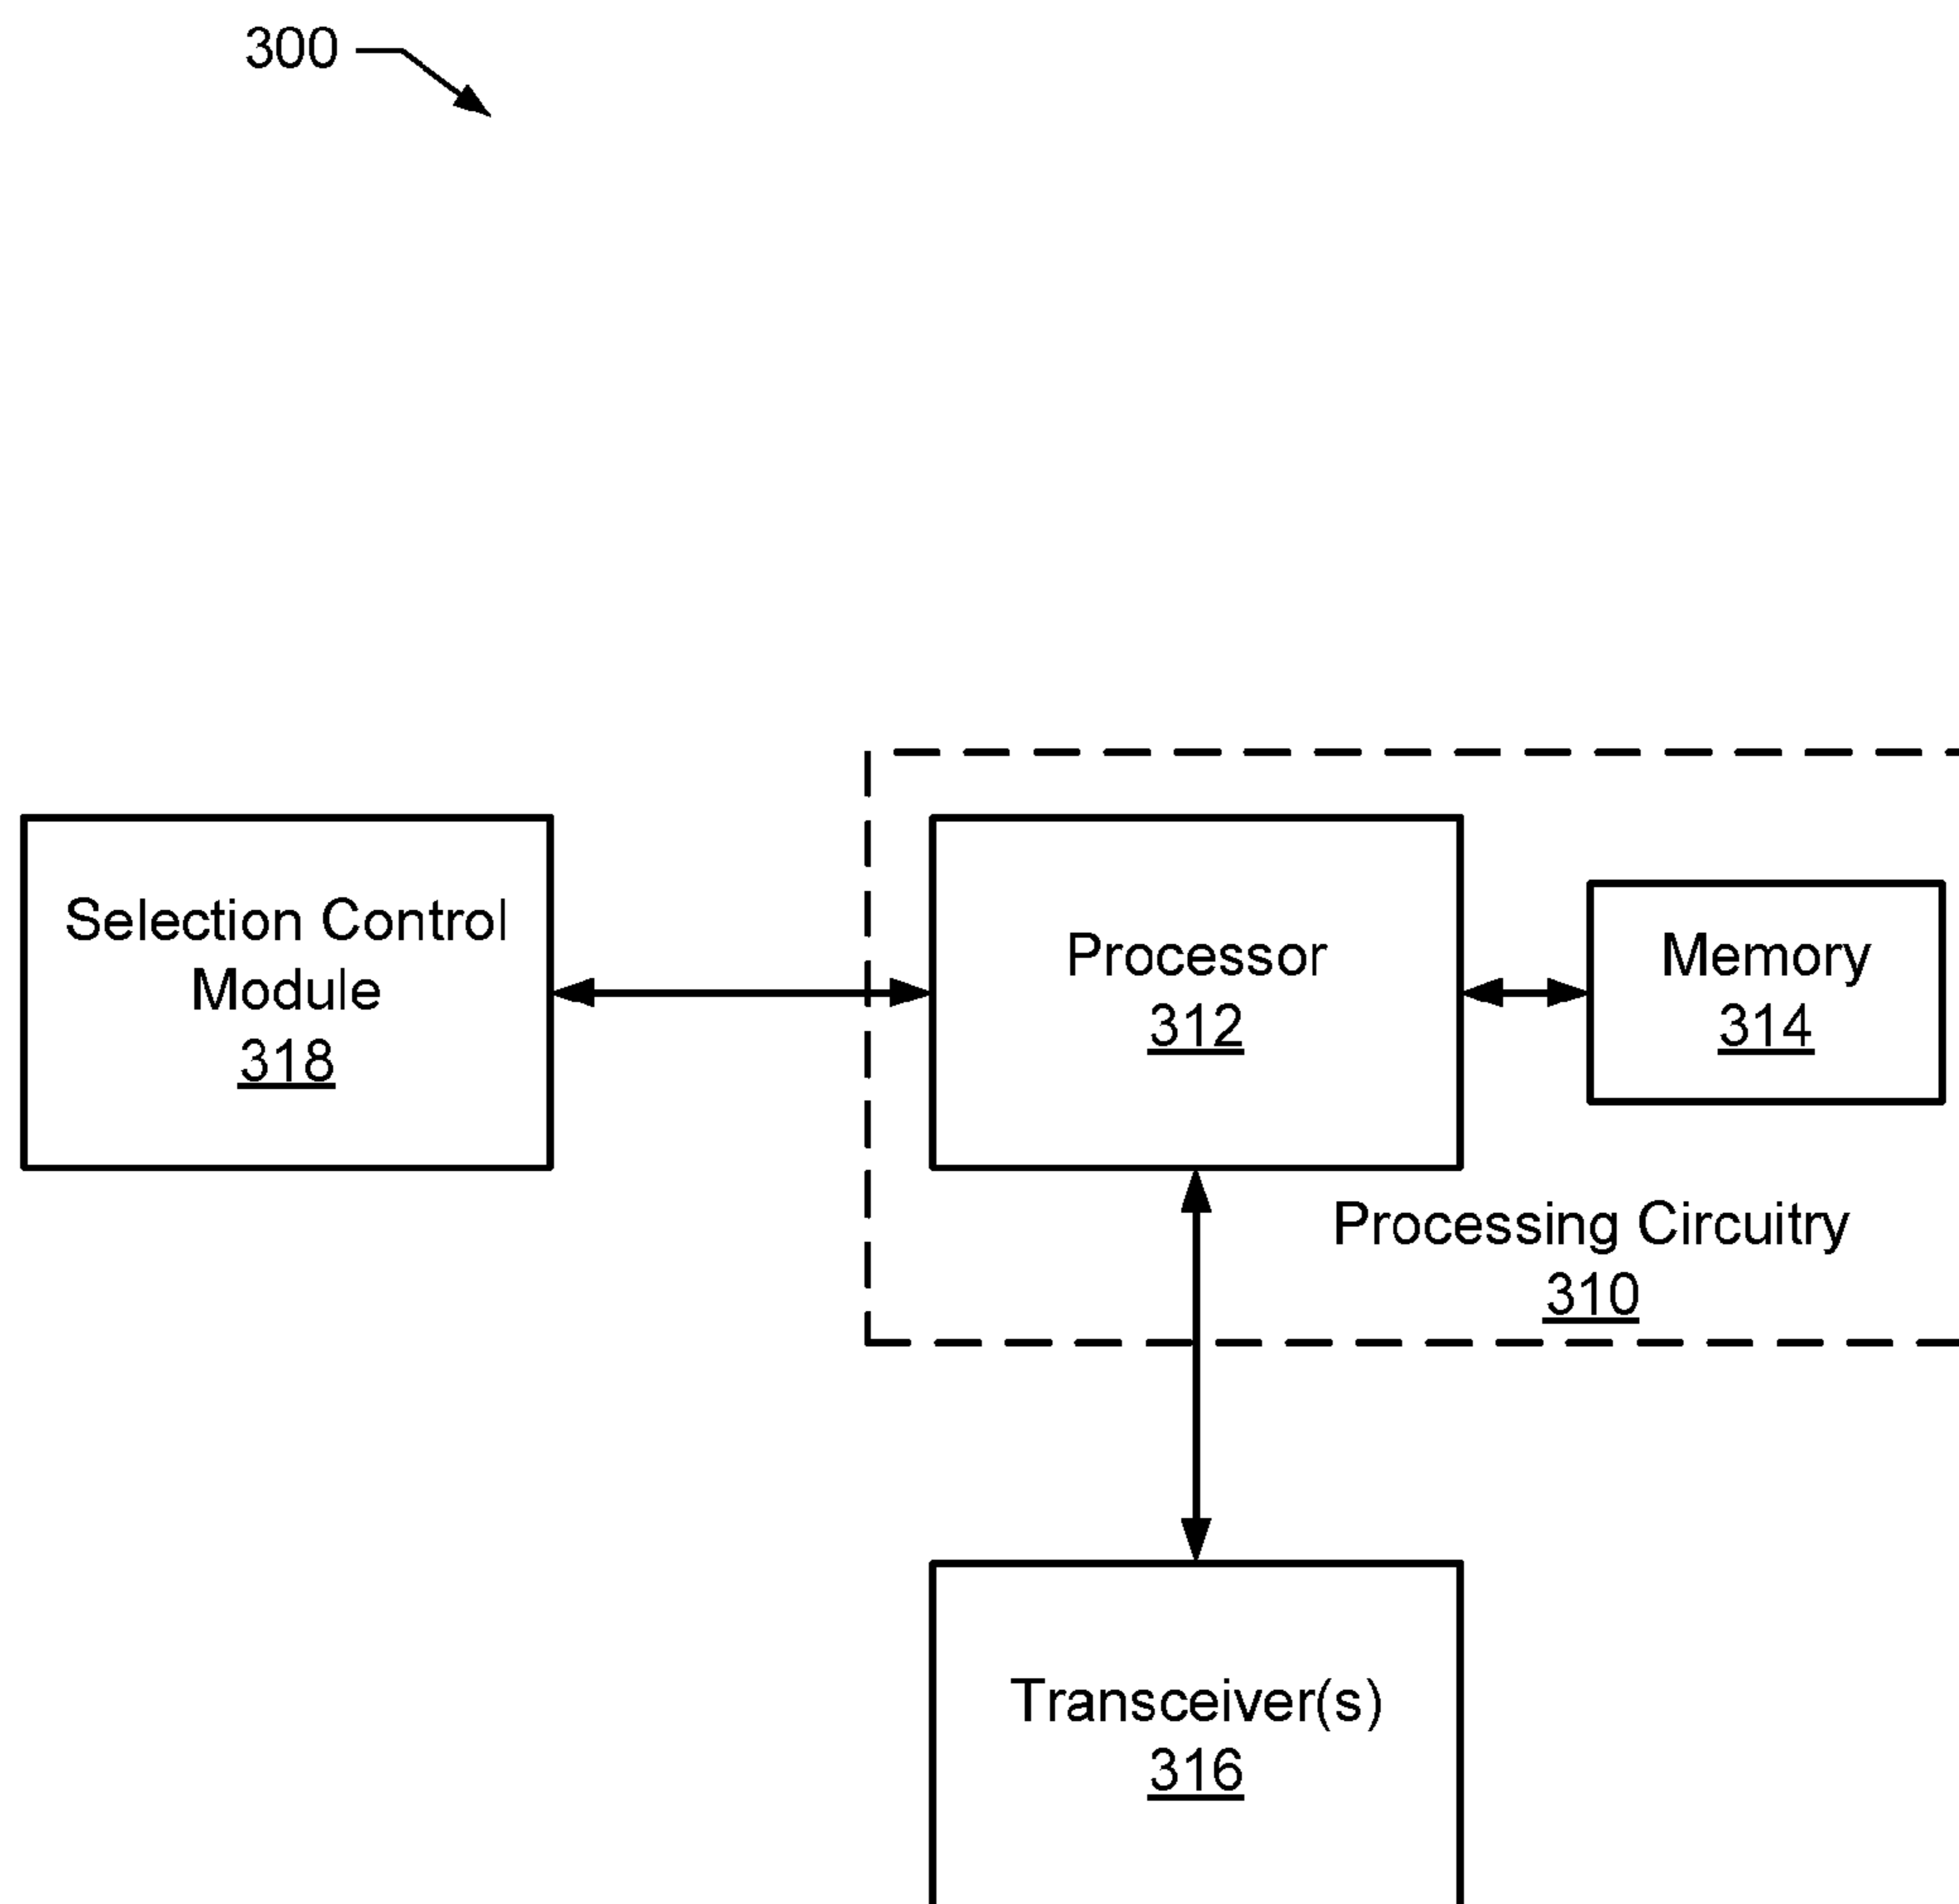 300
Selection Control
Module
318
Processor
312
Memory
314
Processing Circuitry
310
Transceiver(s)
316